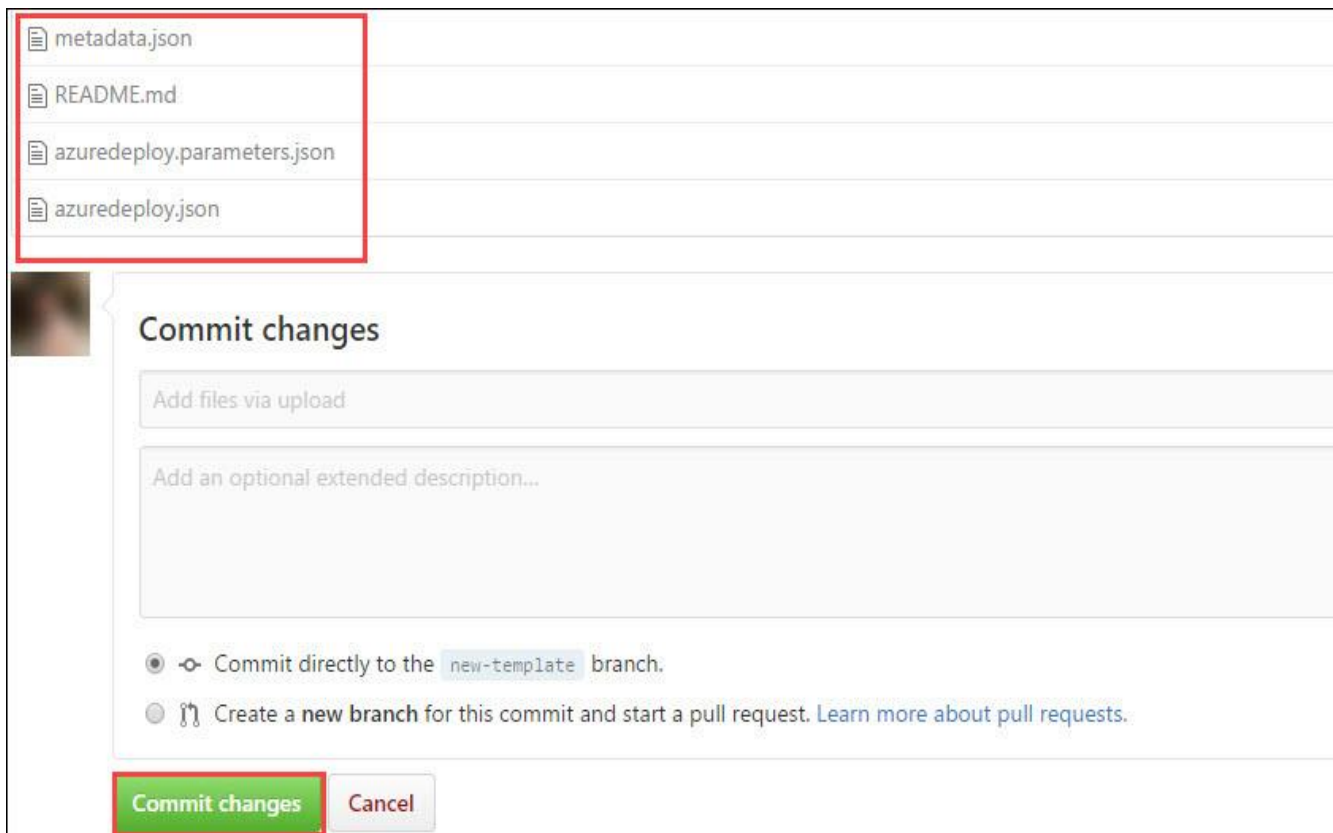 metadata.json
README.md
azuredeploy.parameters.json
azuredeploy.json
Commit changes
Add files via upload
Add an optional extended description...
Commit directly to the new-template branch.
Create a new branch for this commit and start a pull request. Learn more about pull requests.
Commit changes Cancel